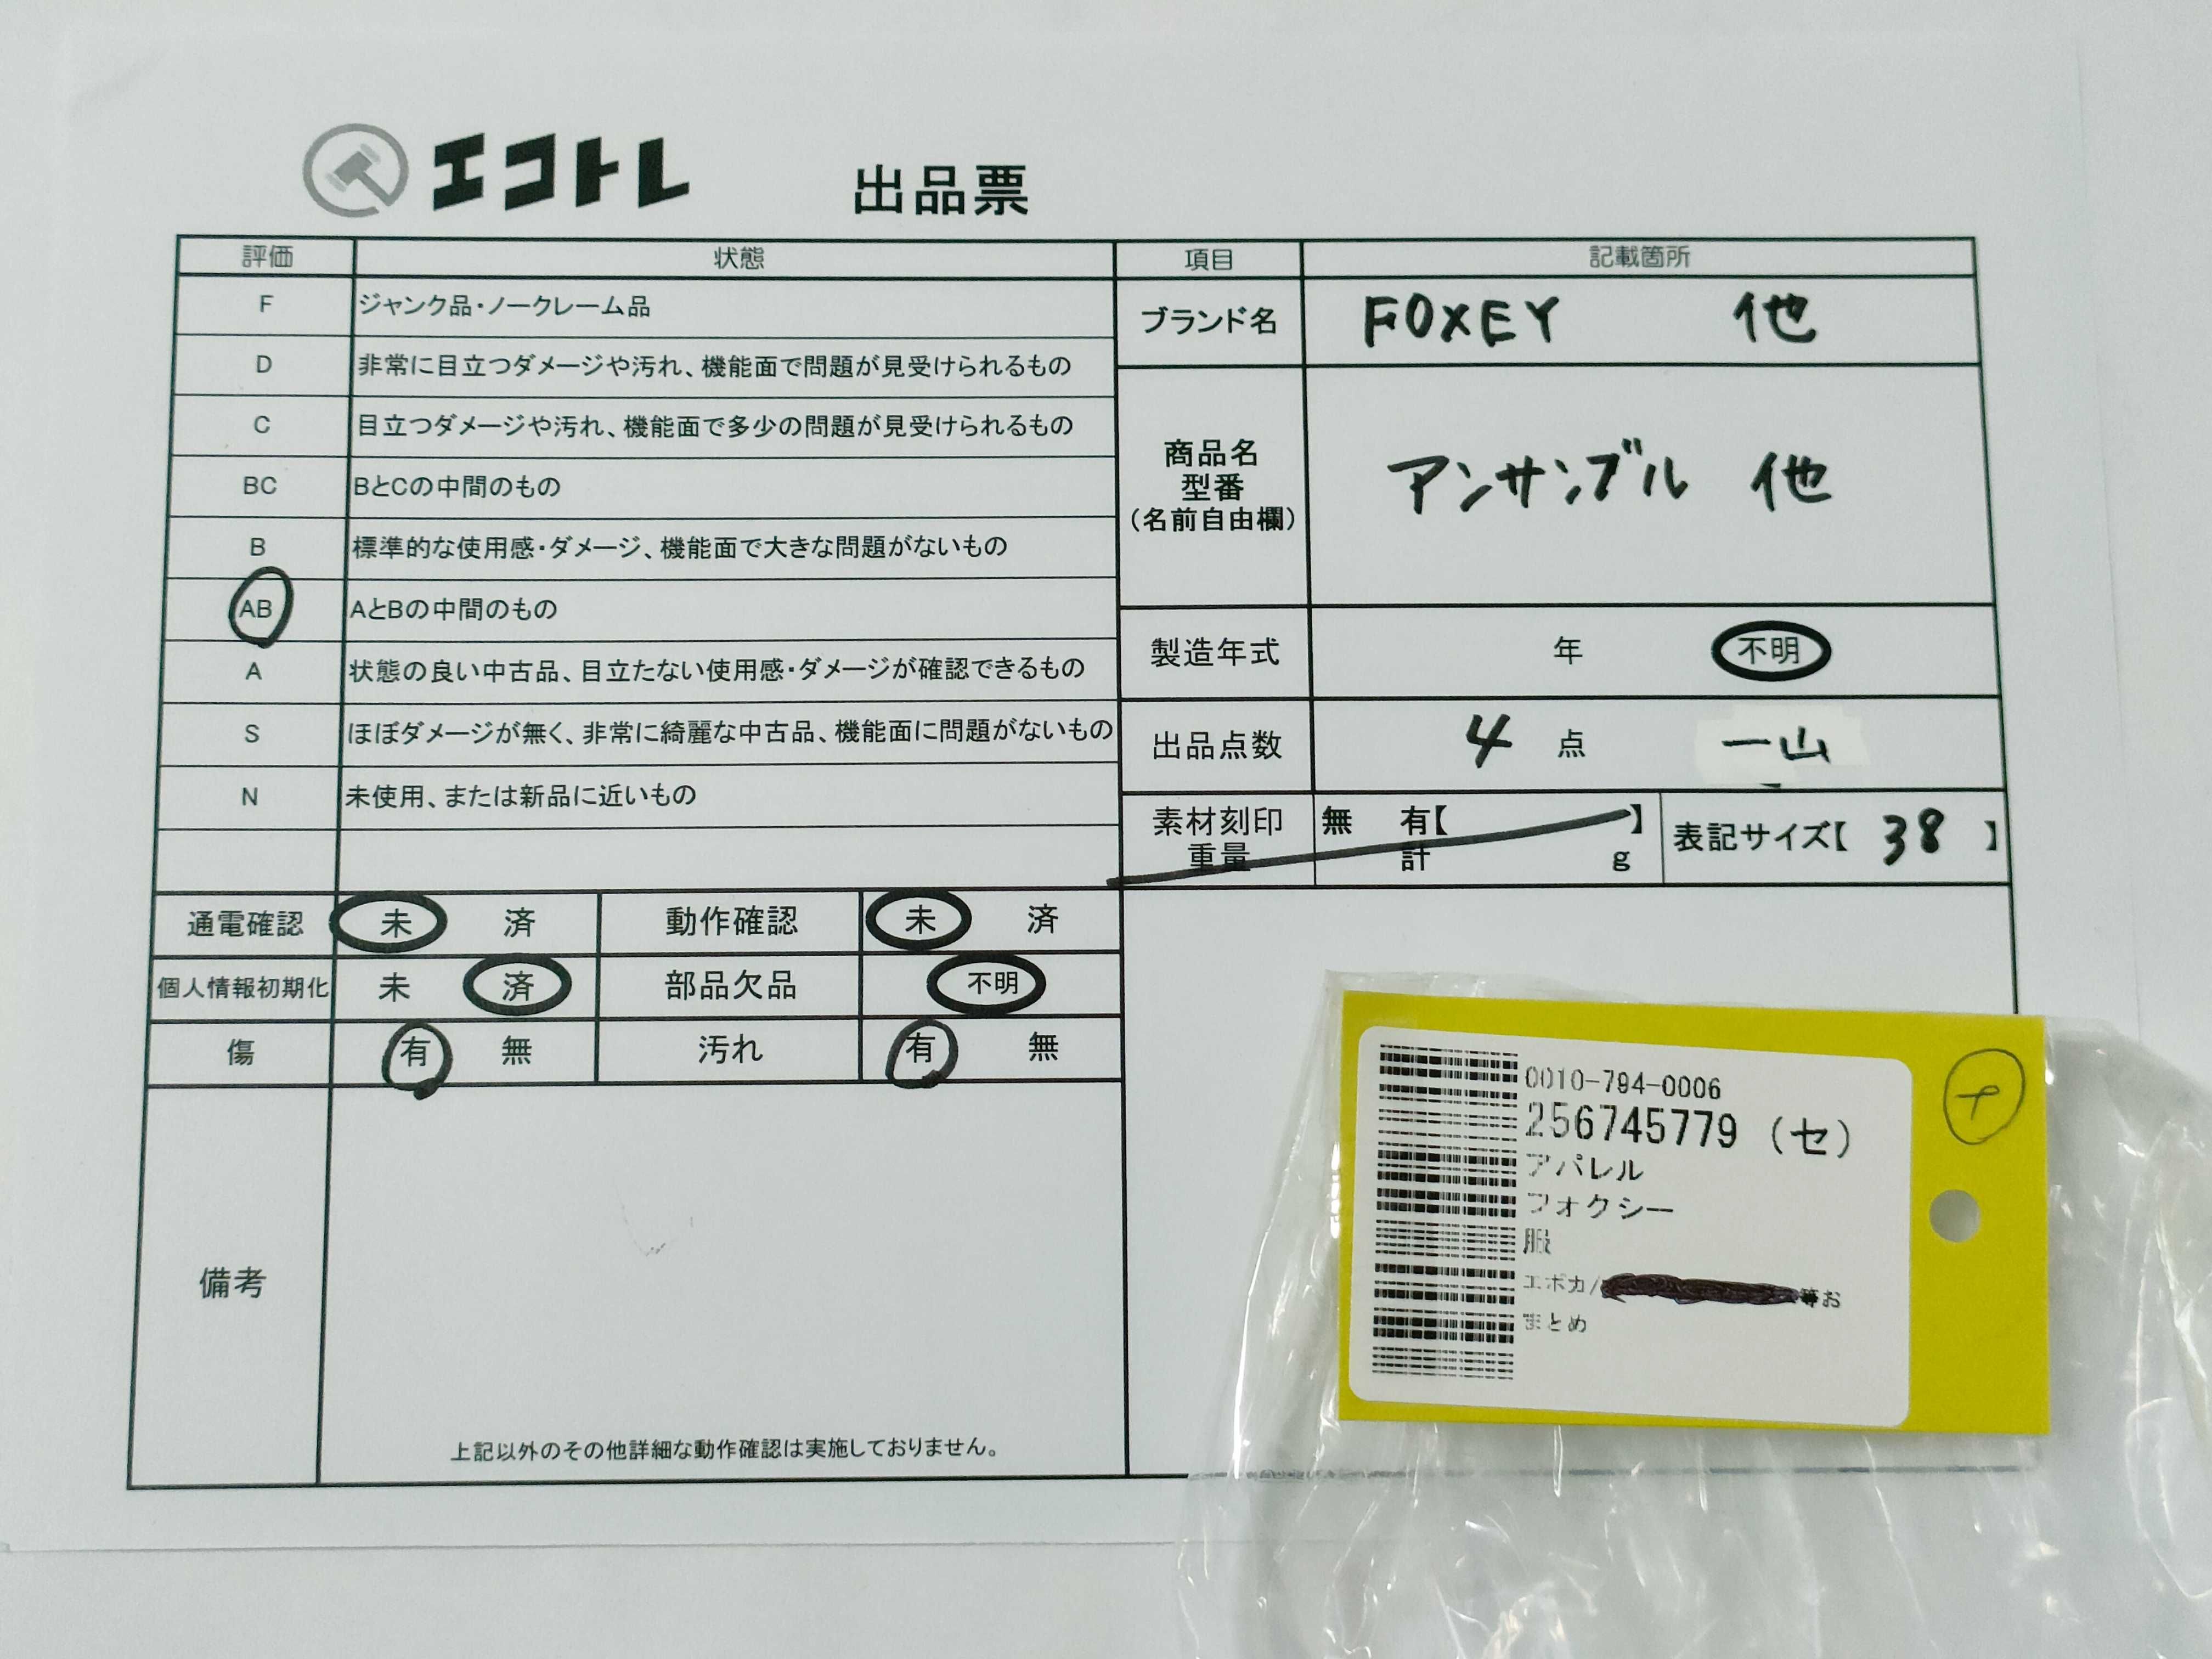 エコトレ 出品票
評価 状態
F ジャンク品・ノークレーム品
D 非常に目立つダメージや汚れ、機能面で問題が見受けられるもの
C 目立つダメージや汚れ、機能面で多少の問題が見受けられるもの
BC BとCの中間のもの
B 標準的な使用感・ダメージ、機能面で大きな問題がないもの
AB AとBの中間のもの
A 状態の良い中古品、目立たない使用感・ダメージが確認できるもの
S ほぼダメージが無く、非常に綺麗な中古品、機能面に問題がないもの
N 未使用、または新品に近いもの
項目 記載箇所
ブランド名 FOXEY 他
商品名
型番
(名前自由欄)
アンサンブル 他
製造年式 年 不明
出品点数 4 点 一山
素材刻印 無 有【 】
重量 計 g
表記サイズ【 38 】
通電確認 未 済 動作確認 未 済
個人情報初期化 未 済 部品欠品 不明
傷 有 無 汚れ 有 無
備考
上記以外のその他詳細な動作確認は実施しておりません。
0010-794-0006
256745779 (セ)
アパレル
フォクシー
服
エポカ/ 等お
まとめ